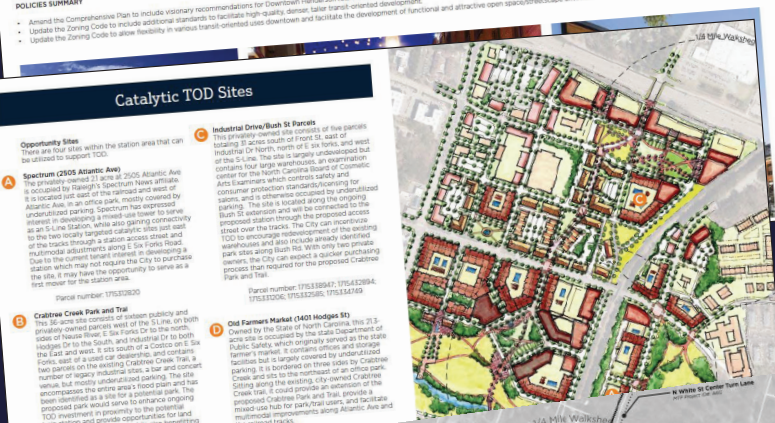 POLICIES SUMMARY
• Amend the Comprehensive Plan to include visionary recommendations for Downtown
• Update the Zoning Code to include additional standards to facilitate high-quality, denser, taller transit-oriented development.
• Update the Zoning Code to allow flexibility in various transit-oriented uses downtown and facilitate the development of functional and attractive open space/streetscape
Catalytic TOD Sites
Opportunity Sites
There are four sites within the station area that can
be utilized to support TOD.
A
Spectrum (2505 Atlantic Ave)
The privately-owned 21 acre at 2505 Atlantic Ave
is occupied by Raleigh's Spectrum News affiliate.
It is located just east of the railroad and west of
Atlantic Ave, in an office park, mostly covered by
underutilized parking. Spectrum has expressed
interest in developing a mixed-use tower to serve
as an S-Line Station, while also gaining connectivity
to the two locally targeted catalytic sites just east
of the tracks through a station access street and
multimodal adjustments along E Six Forks Road.
Due to the current tenant interest in developing a
station which may not require the City to purchase
the site, it may have the opportunity to serve as a
first mover for the station area.
Parcel number: 1715312820
B
Crabtree Creek Park and Trail
This 36-acre site consists of sixteen publicly and
privately-owned parcels west of the S Line, on both
sides of Neuse River, E Six Forks Dr to the north,
Hodges Dr to the South, and Industrial Dr to both
the East and west. It sits south of a Costco on E Six
Forks, east of a used car dealership, and contains
two parcels on the existing Crabtree Creek Trail, a
number of legacy industrial sites, a bar and concert
venue, but mostly underutilized parking. The site
encompasses the entire area's flood plain and has
been identified as a site for a potential park. The
proposed park would serve to enhance ongoing
TOD investment in proximity to the potential
station and provide opportunities for land
C
Industrial Drive/Bush St Parcels
This privately-owned site consists of five parcels
totaling 31 acres south of Front St, east of
Industrial Dr North, north of E six forks, and west
of the S-Line. The site is largely undeveloped but
contains four large warehouses, an examination
center for the North Carolina Board of Cosmetic
Arts Examiners which controls safety and
consumer protection standards/licensing for
salons, and is otherwise occupied by underutilized
parking. The site is located along the ongoing
Bush St extension and will be connected to the
proposed station through the proposed access
street over the tracks. The City can incentivize
TOD to encourage redevelopment of the existing
warehouses and also include already identified
park sites along Bush Rd. With only two private
owners, the City can expect a quicker purchasing
process than required for the proposed Crabtree
Park and Trail.
Parcel number: 1715338947; 1715432894;
1715331206; 1715332585; 1715334749
D
Old Farmers Market (1401 Hodges St)
Owned by the State of North Carolina, this 21.3-
acre site is occupied by the state Department of
Public Safety, which originally served as the state
farmer's market. It contains offices and storage
facilities but is largely covered by underutilized
parking. It is bordered on three sides by Crabtree
Creek and sits to the northeast of an office park.
Sitting along the existing, city-owned Crabtree
Creek trail, it could provide an extension of the
proposed Crabtree Park and Trail, provide a
mixed-use hub for park/trail users, and facilitate
multimodal improvements along Atlantic Ave and
railroad tracks.
1/4 Mile Walkshed
C
1/4 Mile Walkshed
N White St Center Turn Lane